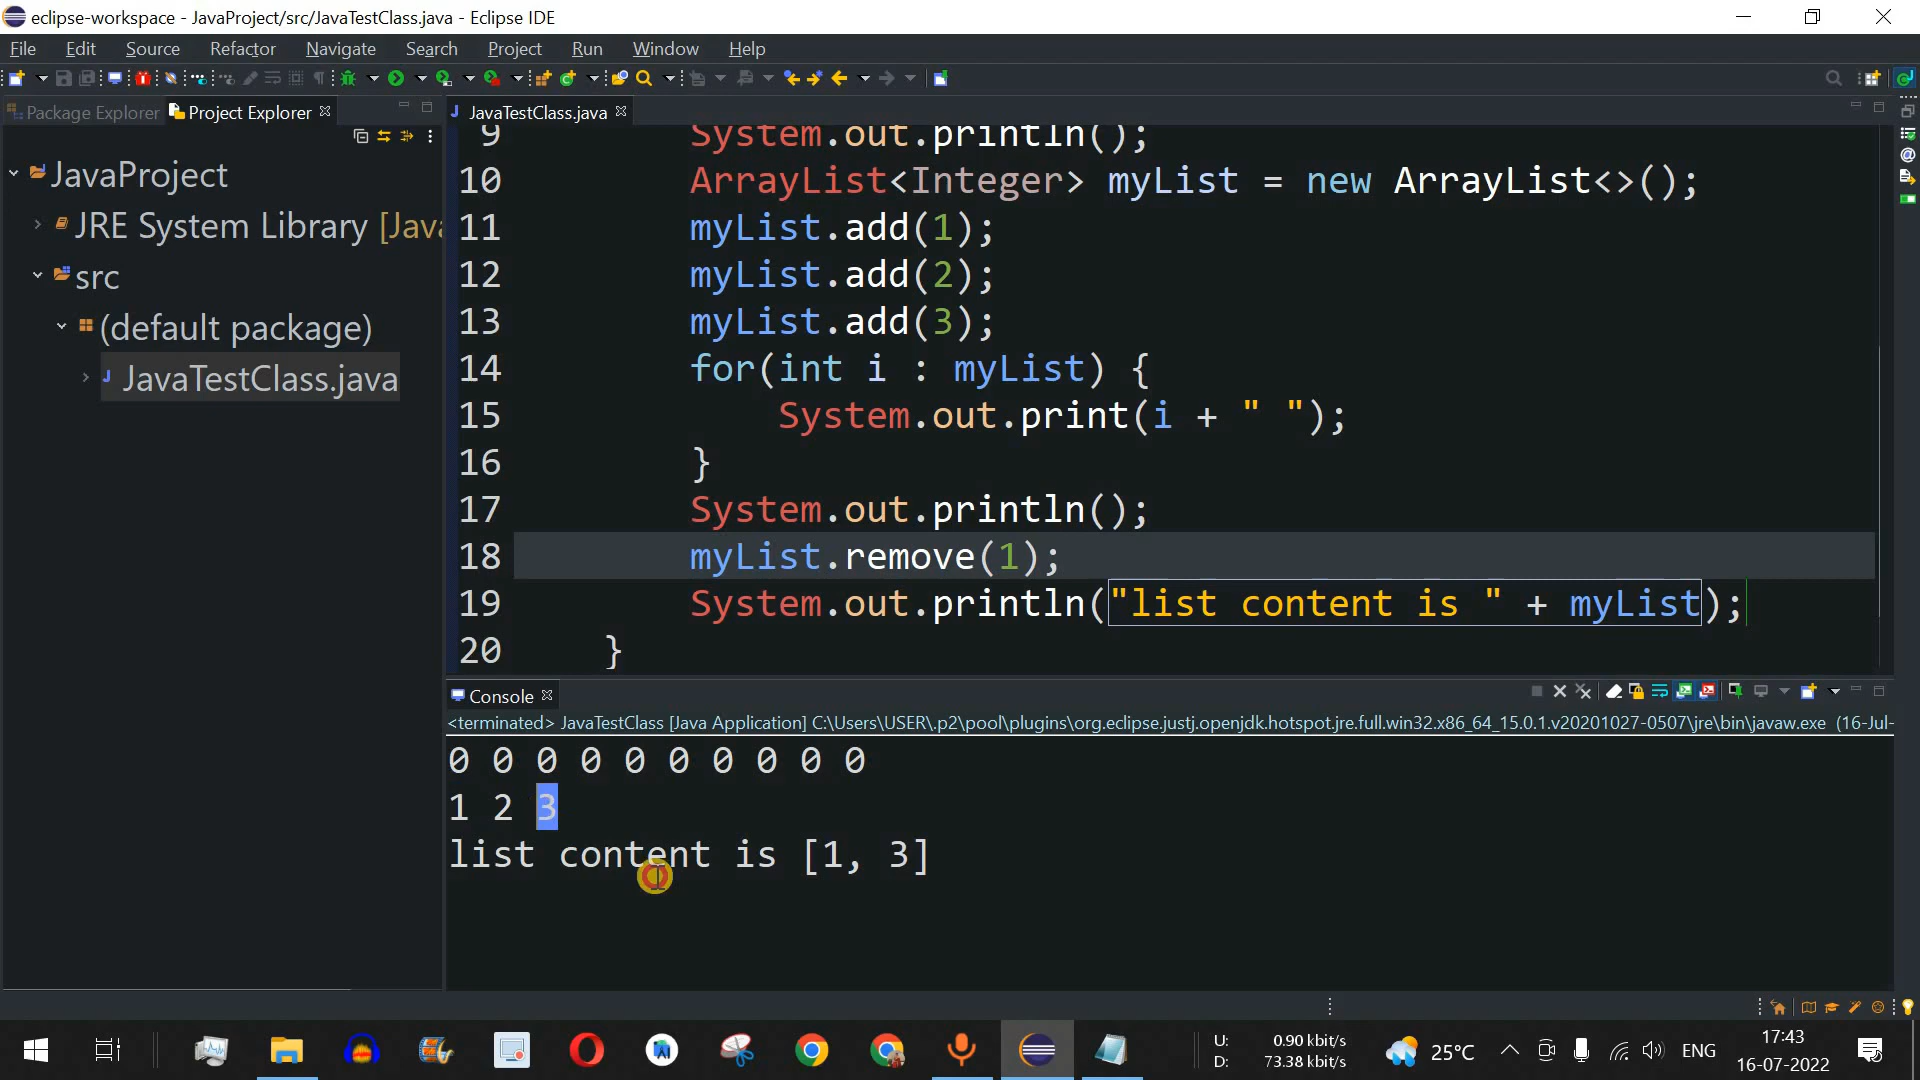 eclipse-workspace - JavaProject/src/JavaTestClass.java - Eclipse IDE
File Edit Source Refactor Navigate Search Project Run Window Help
Package Explorer Project Explorer
JavaProject
JRE System Library [Java
src
(default package)
JavaTestClass.java
JavaTestClass.java
9 System.out.println();
10 ArrayList<Integer> myList = new ArrayList<>();
11 myList.add(1);
12 myList.add(2);
13 myList.add(3);
14 for(int i : myList) {
15 System.out.print(i + " ");
16 }
17 System.out.println();
18 myList.remove(1);
19 System.out.println("list content is " + myList);
20 }
Console
<terminated> JavaTestClass [Java Application] C:\Users\USER\.p2\pool\plugins\org.eclipse.justj.openjdk.hotspot.jre.full.win32.x86_64_15.0.1.v20201027-0507\jre\bin\javaw.exe (16-Jul-
0 0 0 0 0 0 0 0 0 0
1 2 3
list content is [1, 3]
U: 0.90 kbit/s
D: 73.38 kbit/s
25°C
ENG
17:43
16-07-2022